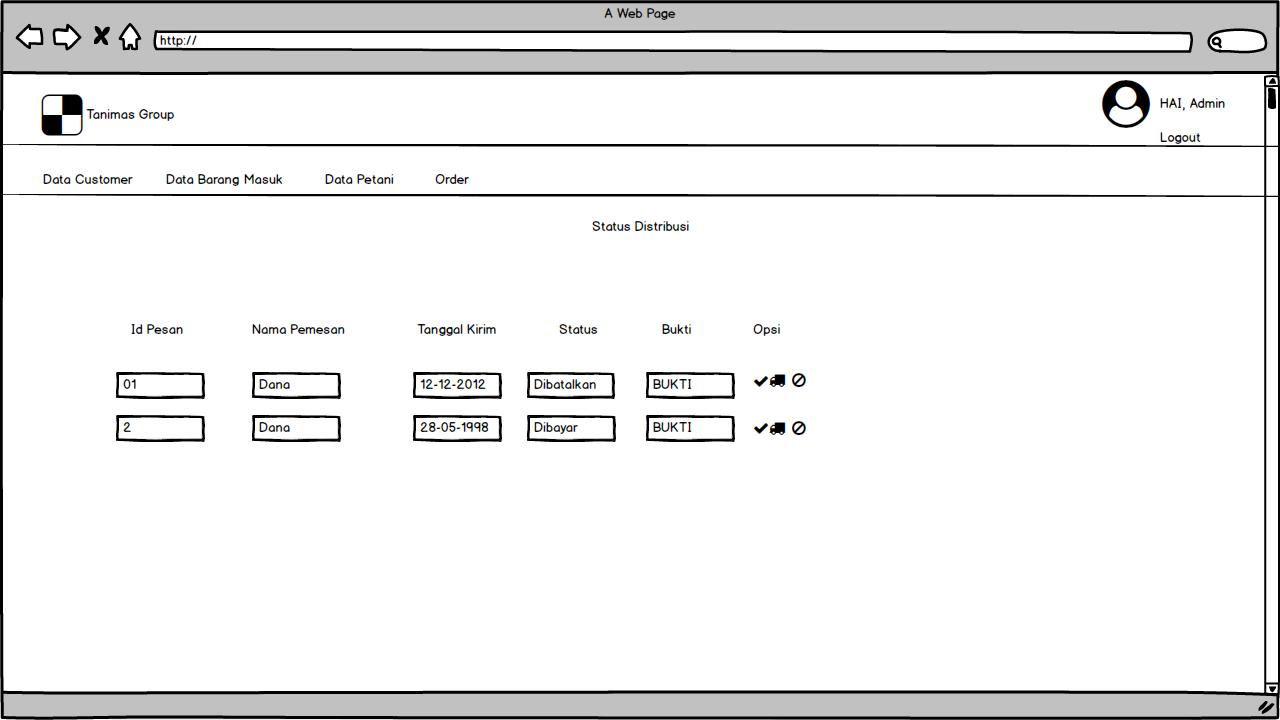 A Web Page
http://
Tanimas Group
HAI, Admin
Logout
Data Customer Data Barang Masuk Data Petani Order
Status Distribusi
Id Pesan Nama Pemesan Tanggal Kirim Status Bukti Opsi
01 Dana 12-12-2012 Dibatalkan BUKTI
2 Dana 28-05-1998 Dibayar BUKTI